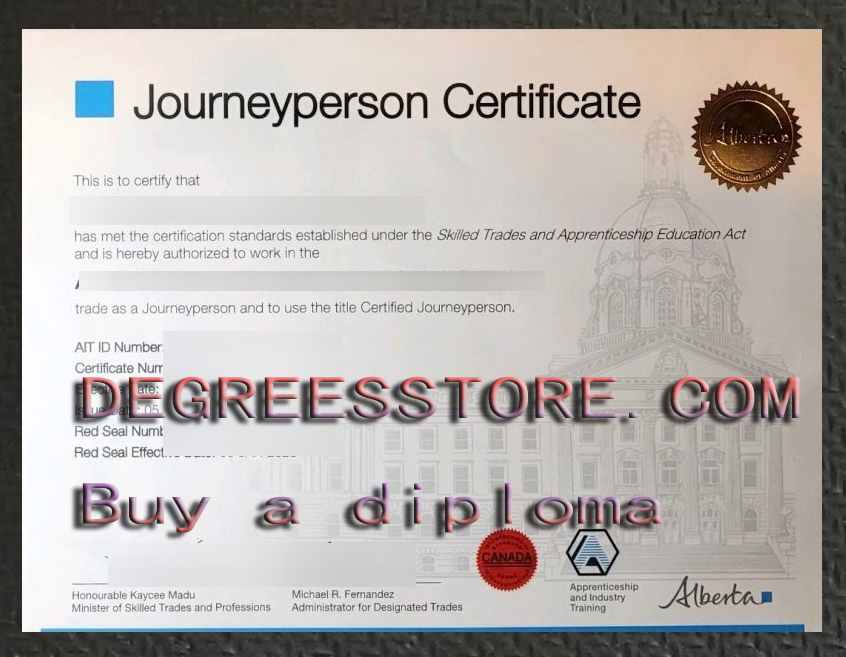 Journeyperson Certificate
Alberta
Government of Alberta
This is to certify that
has met the certification standards established under the Skilled Trades and Apprenticeship Education Act
and is hereby authorized to work in the
trade as a Journeyperson and to use the title Certified Journeyperson.
AIT ID Number:
Certificate Num
DEGREESSTORE. COM
Red Seal Numb
Red Seal Effect
Buy a diploma
CANADA
Honourable Kaycee Madu
Minister of Skilled Trades and Professions
Michael R. Fernandez
Administrator for Designated Trades
Apprenticeship
and Industry
Training
Alberta